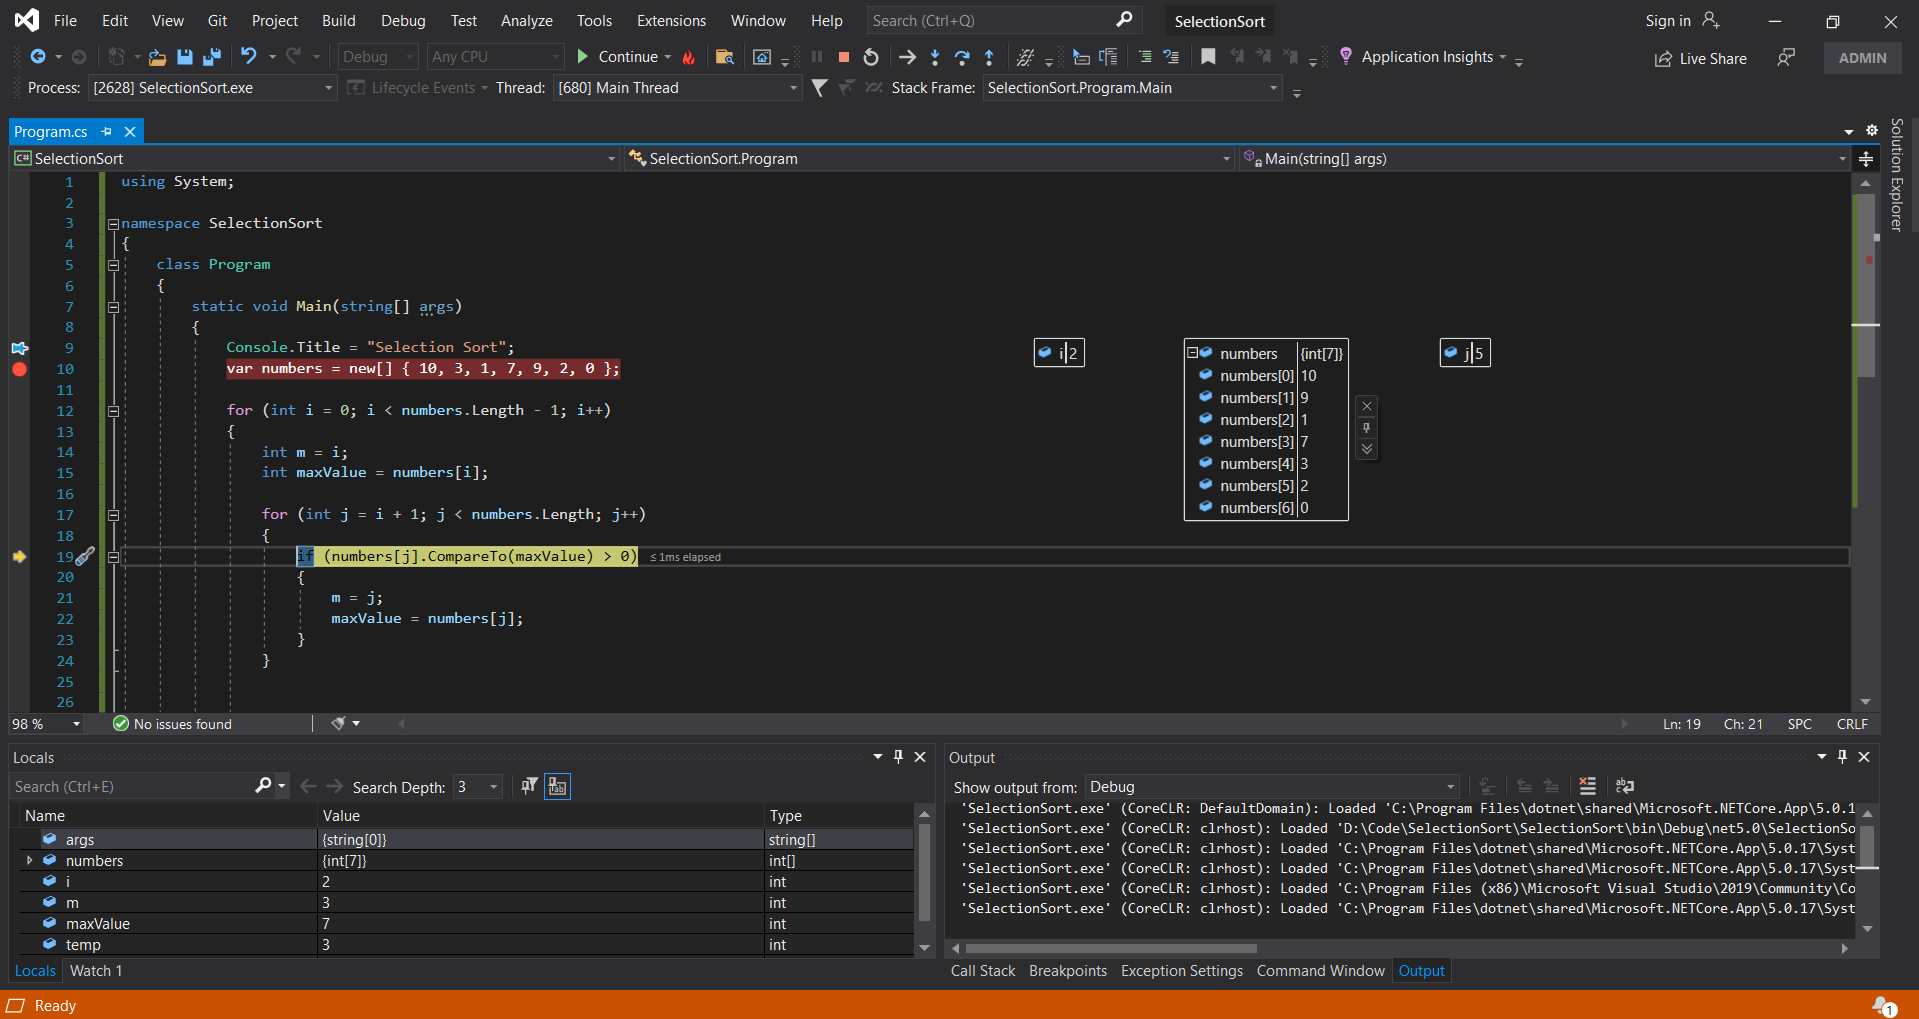 File Edit View Git Project Build Debug Test Analyze Tools Extensions Window Help Search (Ctrl+Q) SelectionSort Sign in
Debug Any CPU Continue Application Insights Live Share ADMIN
Process: [2628] SelectionSort.exe Lifecycle Events Thread: [680] Main Thread Stack Frame: SelectionSort.Program.Main
Program.cs
C# SelectionSort SelectionSort.Program Main(string[] args)
Solution Explorer
1 using System;
2
3 namespace SelectionSort
4 {
5 class Program
6 {
7 static void Main(string[] args)
8 {
9 Console.Title = "Selection Sort";
10 var numbers = new[] { 10, 3, 1, 7, 9, 2, 0 };
11
12 for (int i = 0; i < numbers.Length - 1; i++)
13 {
14 int m = i;
15 int maxValue = numbers[i];
16
17 for (int j = i + 1; j < numbers.Length; j++)
18 {
19 if (numbers[j].CompareTo(maxValue) > 0) ≤ 1ms elapsed
20 {
21 m = j;
22 maxValue = numbers[j];
23 }
24 }
25
26
i 2
numbers {int[7]}
numbers[0] 10
numbers[1] 9
numbers[2] 1
numbers[3] 7
numbers[4] 3
numbers[5] 2
numbers[6] 0
j 5
98 % No issues found Ln: 19 Ch: 21 SPC CRLF
Locals
Search (Ctrl+E) Search Depth: 3
Name Value Type
args {string[0]} string[]
numbers {int[7]} int[]
i 2 int
m 3 int
maxValue 7 int
temp 3 int
Locals Watch 1
Output
Show output from: Debug
'SelectionSort.exe' (CoreCLR: DefaultDomain): Loaded 'C:\Program Files\dotnet\shared\Microsoft.NETCore.App\5.0.1
'SelectionSort.exe' (CoreCLR: clrhost): Loaded 'D:\Code\SelectionSort\SelectionSort\bin\Debug\net5.0\SelectionSo
'SelectionSort.exe' (CoreCLR: clrhost): Loaded 'C:\Program Files\dotnet\shared\Microsoft.NETCore.App\5.0.17\Syst
'SelectionSort.exe' (CoreCLR: clrhost): Loaded 'C:\Program Files\dotnet\shared\Microsoft.NETCore.App\5.0.17\Syst
'SelectionSort.exe' (CoreCLR: clrhost): Loaded 'C:\Program Files (x86)\Microsoft Visual Studio\2019\Community\Co
'SelectionSort.exe' (CoreCLR: clrhost): Loaded 'C:\Program Files\dotnet\shared\Microsoft.NETCore.App\5.0.17\Syst
Call Stack Breakpoints Exception Settings Command Window Output
Ready 1